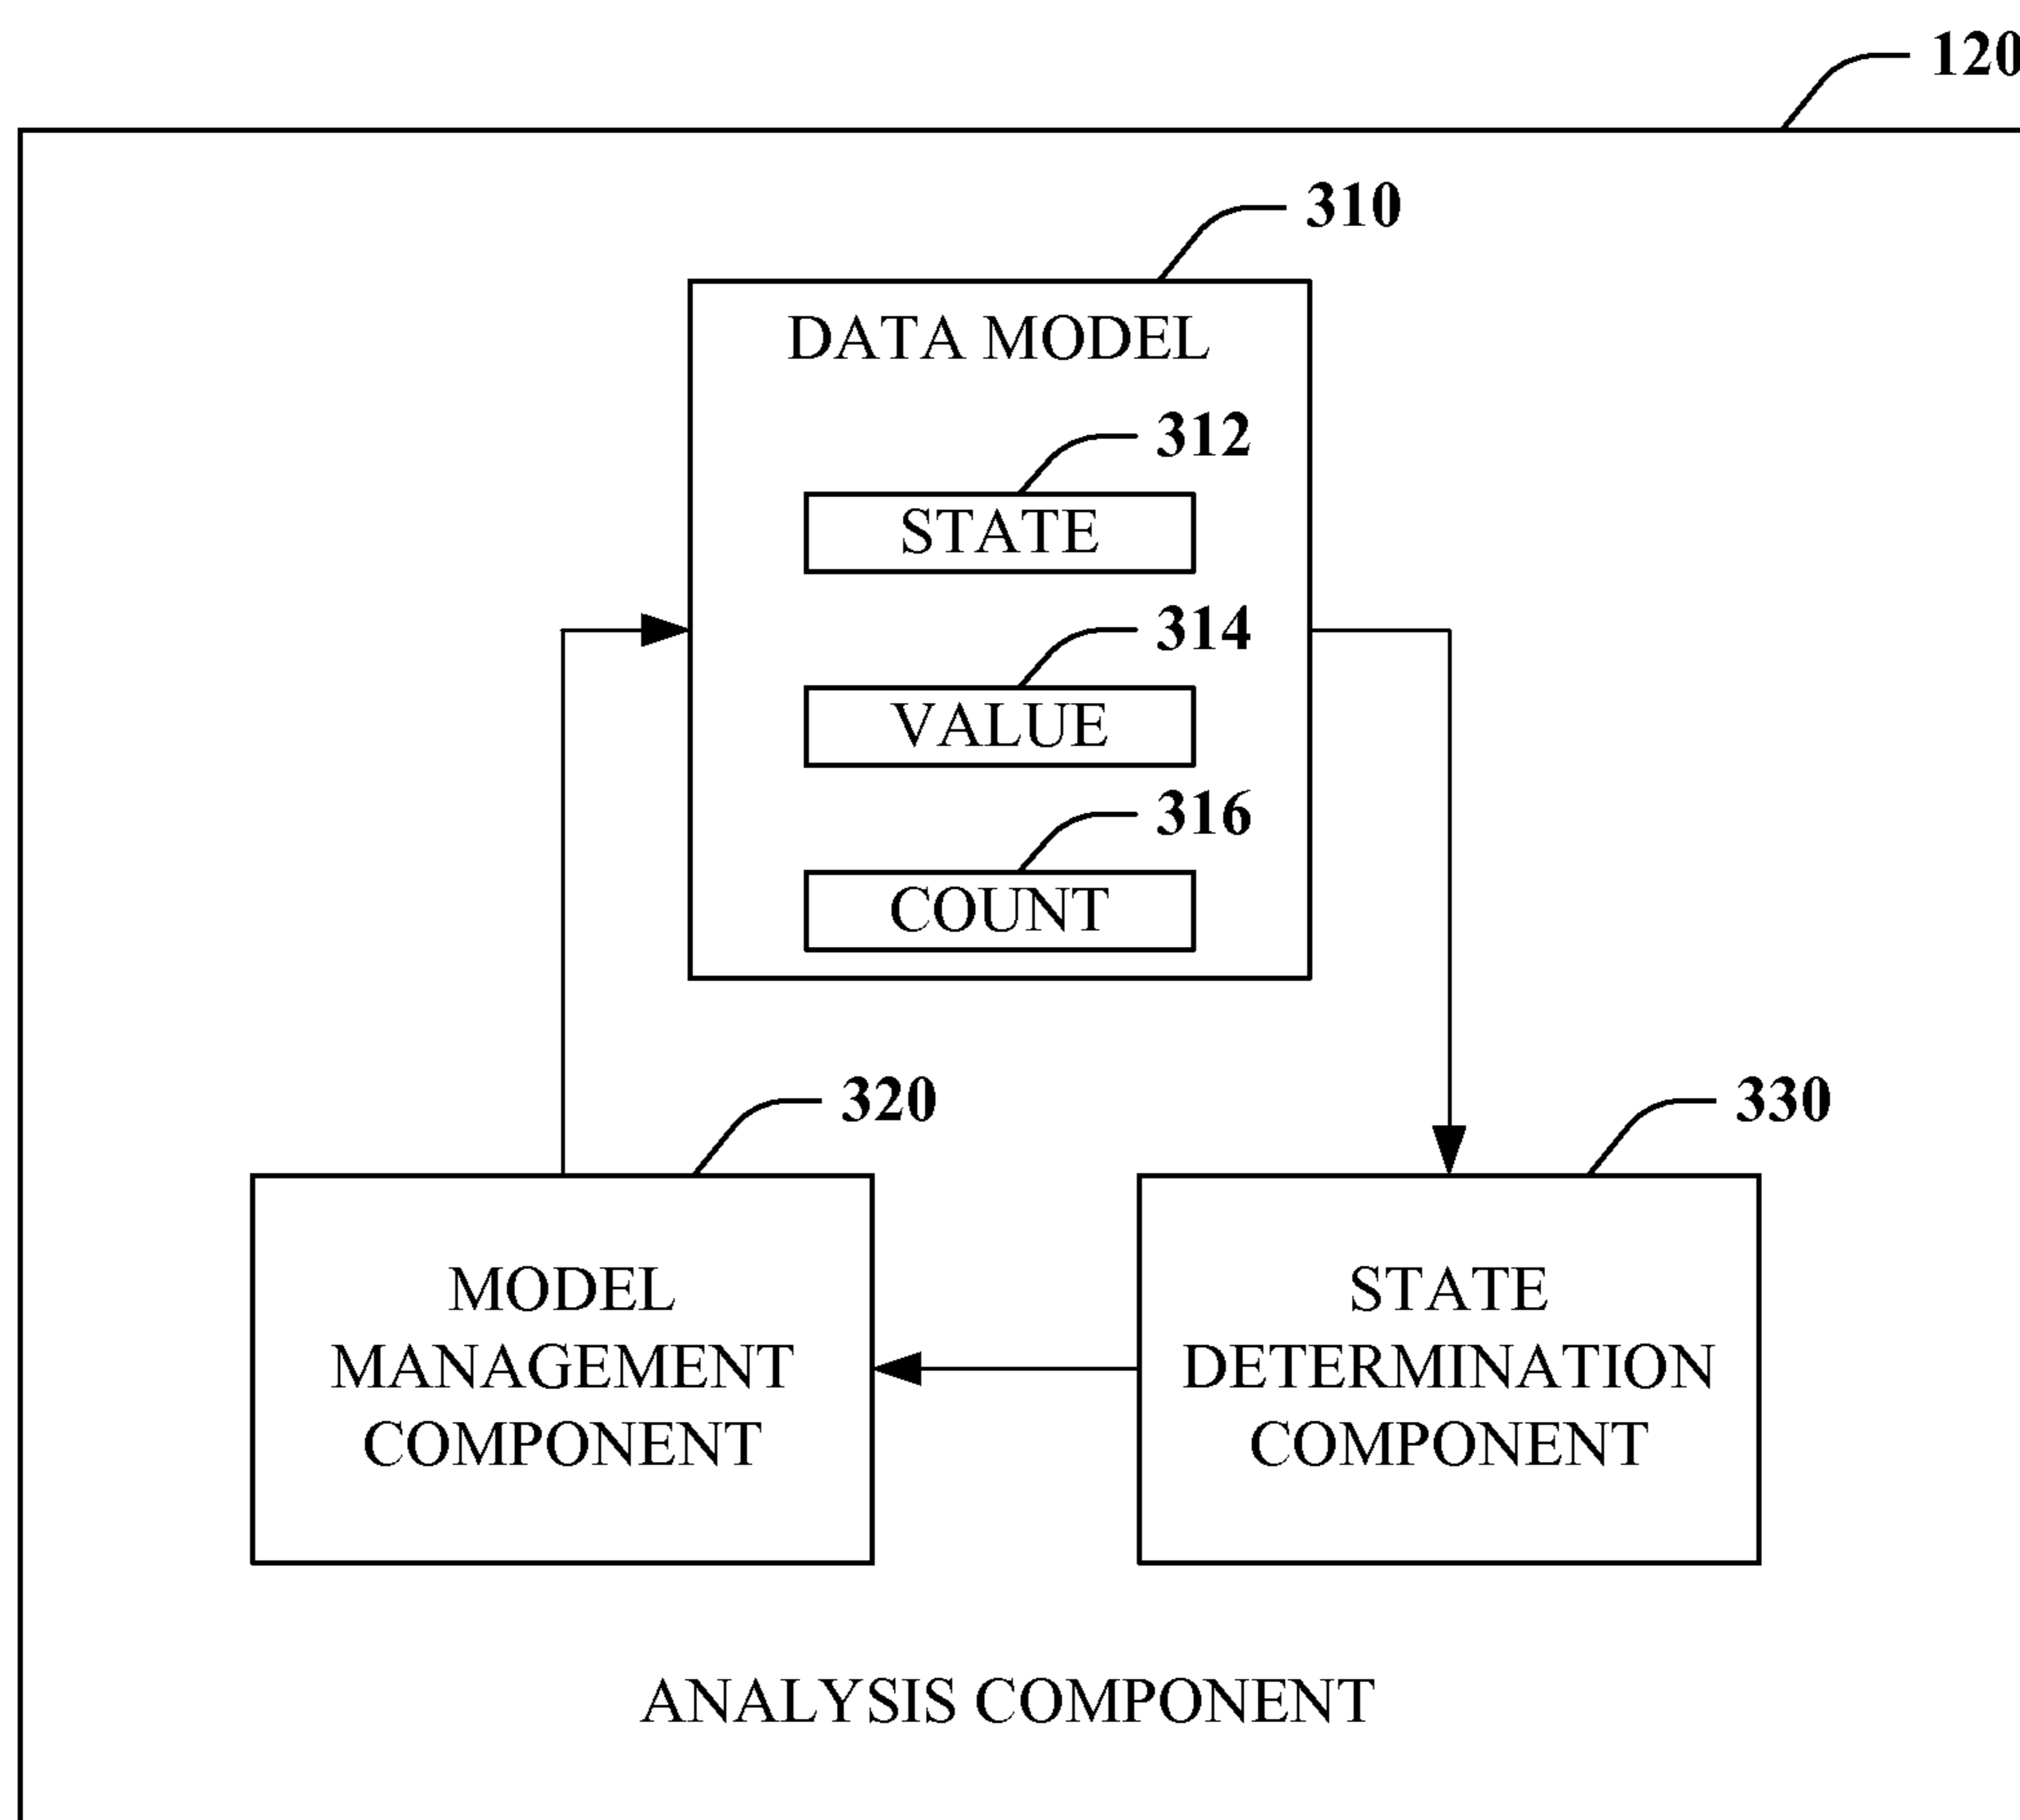 120
310
DATA MODEL
312
STATE
314
VALUE
316
COUNT
320
330
MODEL
MANAGEMENT
COMPONENT
STATE
DETERMINATION
COMPONENT
ANALYSIS COMPONENT